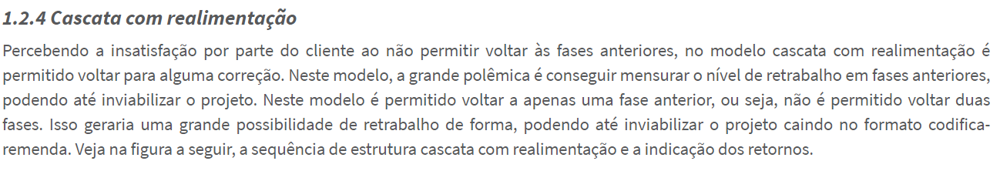 1.2.4 Cascata com realimentação
Percebendo a insatisfação por parte do cliente ao não permitir voltar às fases anteriores, no modelo cascata com realimentação é
permitido voltar para alguma correção. Neste modelo, a grande polêmica é conseguir mensurar o nível de retrabalho em fases anteriores,
podendo até inviabilizar o projeto. Neste modelo é permitido voltar a apenas uma fase anterior, ou seja, não é permitido voltar duas
fases. Isso geraria uma grande possibilidade de retrabalho de forma, podendo até inviabilizar o projeto caindo no formato codifica-
remenda. Veja na figura a seguir, a sequência de estrutura cascata com realimentação e a indicação dos retornos.